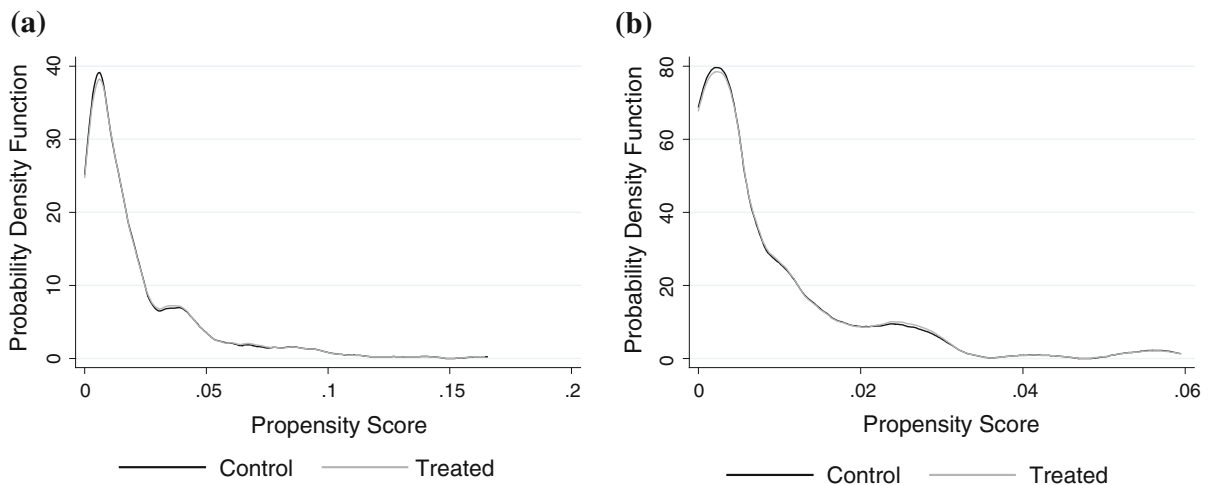 (a)
Probability Density Function
40
30
20
10
0
0 .05 .1 .15 .2
Propensity Score
Control Treated
(b)
Probability Density Function
80
60
40
20
0
0 .02 .04 .06
Propensity Score
Control Treated